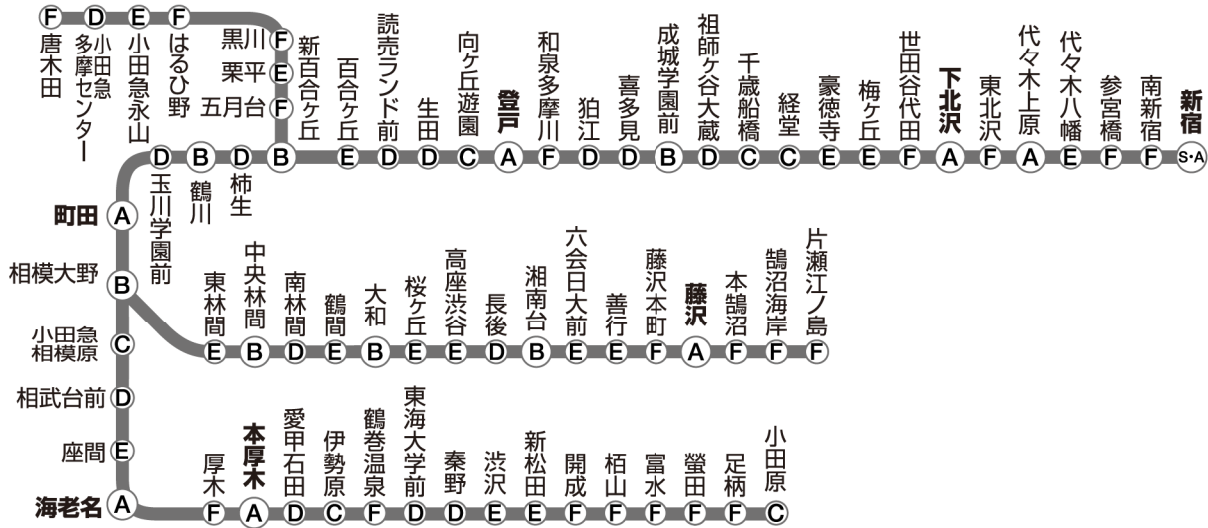 F 唐木田
D 小田急多摩センター
E 小田急永山
F はるひ野
黒川 F
栗平 E
五月台 F
B 新百合ヶ丘
E 百合ヶ丘
D 読売ランド前
D 生田
C 向ヶ丘遊園
A 登戸
F 和泉多摩川
D 狛江
D 喜多見
B 成城学園前
D 祖師ヶ谷大蔵
C 千歳船橋
C 経堂
E 豪徳寺
E 梅ヶ丘
F 世田谷代田
A 下北沢
F 東北沢
A 代々木上原
E 代々木八幡
F 参宮橋
F 南新宿
S・A 新宿
D 柿生
B 鶴川
D 玉川学園前
町田 A
相模大野 B
E 東林間
B 中央林間
D 南林間
E 鶴間
B 大和
E 桜ヶ丘
E 高座渋谷
D 長後
B 湘南台
E 六会日大前
E 善行
F 藤沢本町
A 藤沢
F 本鵠沼
F 鵠沼海岸
F 片瀬江ノ島
小田急
相模原 C
相武台前 D
座間 E
海老名 A
F 厚木
A 本厚木
D 愛甲石田
C 伊勢原
F 鶴巻温泉
D 東海大学前
D 秦野
E 渋沢
E 新松田
F 開成
F 栢山
F 富水
F 螢田
F 足柄
C 小田原